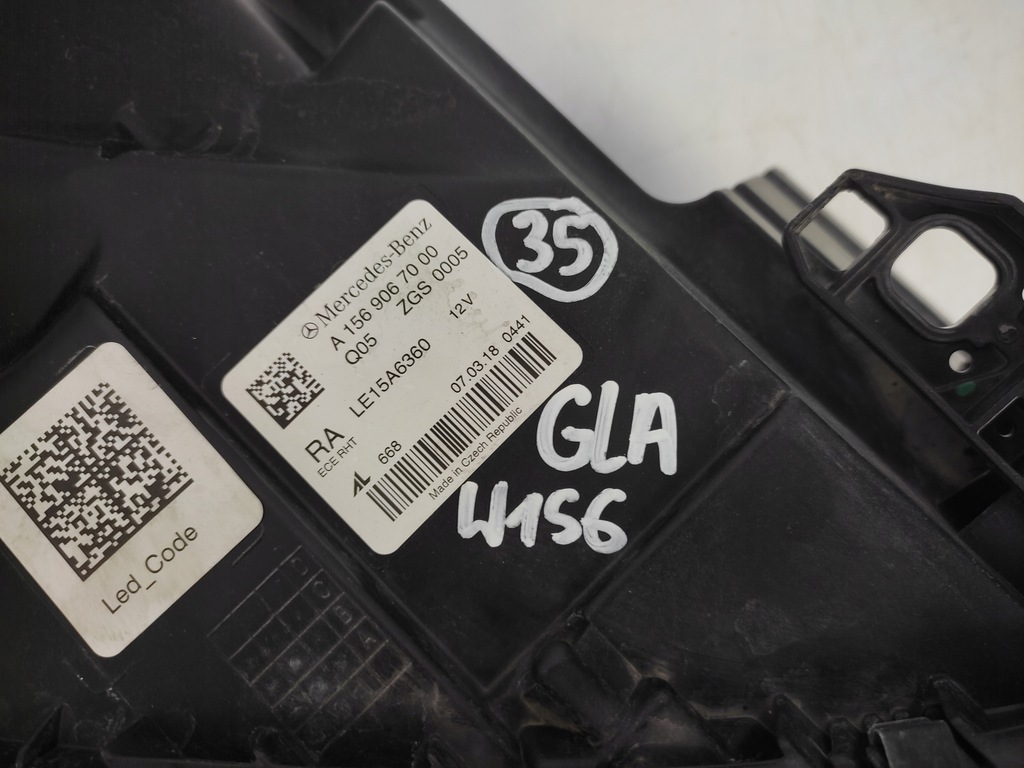 35
Mercedes-Benz
A 156 906 70 00
Q05 ZGS 0005
12V
LE15A6360
RA 07.03.18 0441
ECE RHT
668
AL
Made in Czech Republic
GLA
W156
Led_Code
D
C
B
A